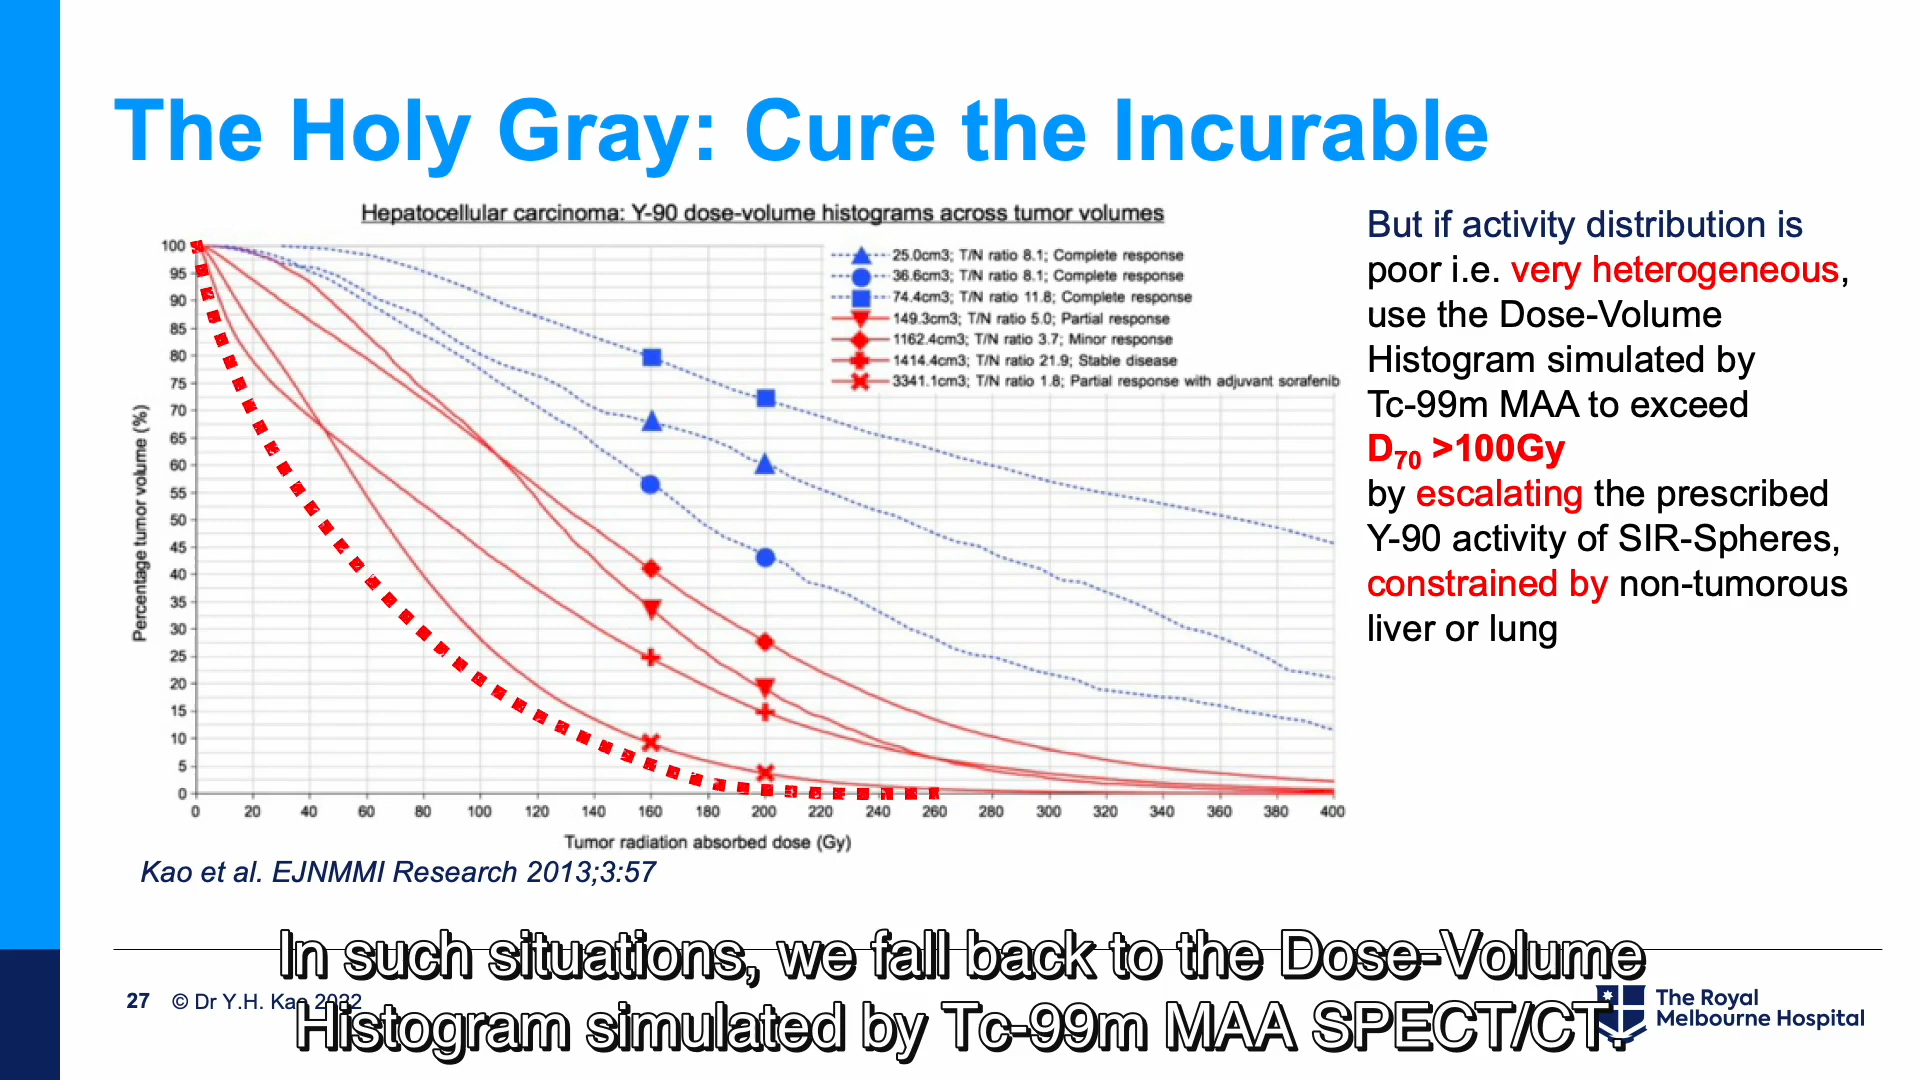 The Holy Gray: Cure the Incurable
Hepatocellular carcinoma: Y-90 dose-volume histograms across tumor volumes
25.0cm3; T/N ratio 8.1; Complete response
36.6cm3; T/N ratio 8.1; Complete response
74.4cm3; T/N ratio 11.8; Complete response
149.3cm3; T/N ratio 5.0; Partial response
1162.4cm3; T/N ratio 3.7; Minor response
1414.4cm3; T/N ratio 21.9; Stable disease
3341.1cm3; T/N ratio 1.8; Partial response with adjuvant sorafenib
Percentage tumor volume (%)
100
95
90
85
80
75
70
65
60
55
50
45
40
35
30
25
20
15
10
5
0
0 20 40 60 80 100 120 140 160 180 200 220 240 260 280 300 320 340 360 380 400
Tumor radiation absorbed dose (Gy)
Kao et al. EJNMMI Research 2013;3:57
But if activity distribution is
poor i.e. very heterogeneous,
use the Dose-Volume
Histogram simulated by
Tc-99m MAA to exceed
D70 >100Gy
by escalating the prescribed
Y-90 activity of SIR-Spheres,
constrained by non-tumorous
liver or lung
In such situations, we fall back to the Dose-Volume
Histogram simulated by Tc-99m MAA SPECT/CT.
27 © Dr Y.H. Kao 2022
The Royal
Melbourne Hospital